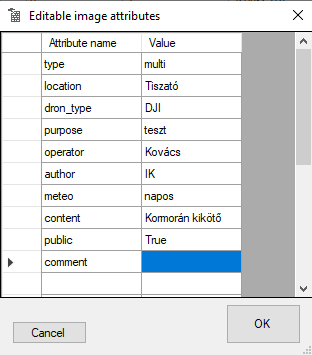 Editable image attributes
Attribute name Value
type multi
location Tiszató
dron_type DJI
purpose teszt
operator Kovács
author IK
meteo napos
content Kormorán kikötő
public True
comment
Cancel
OK